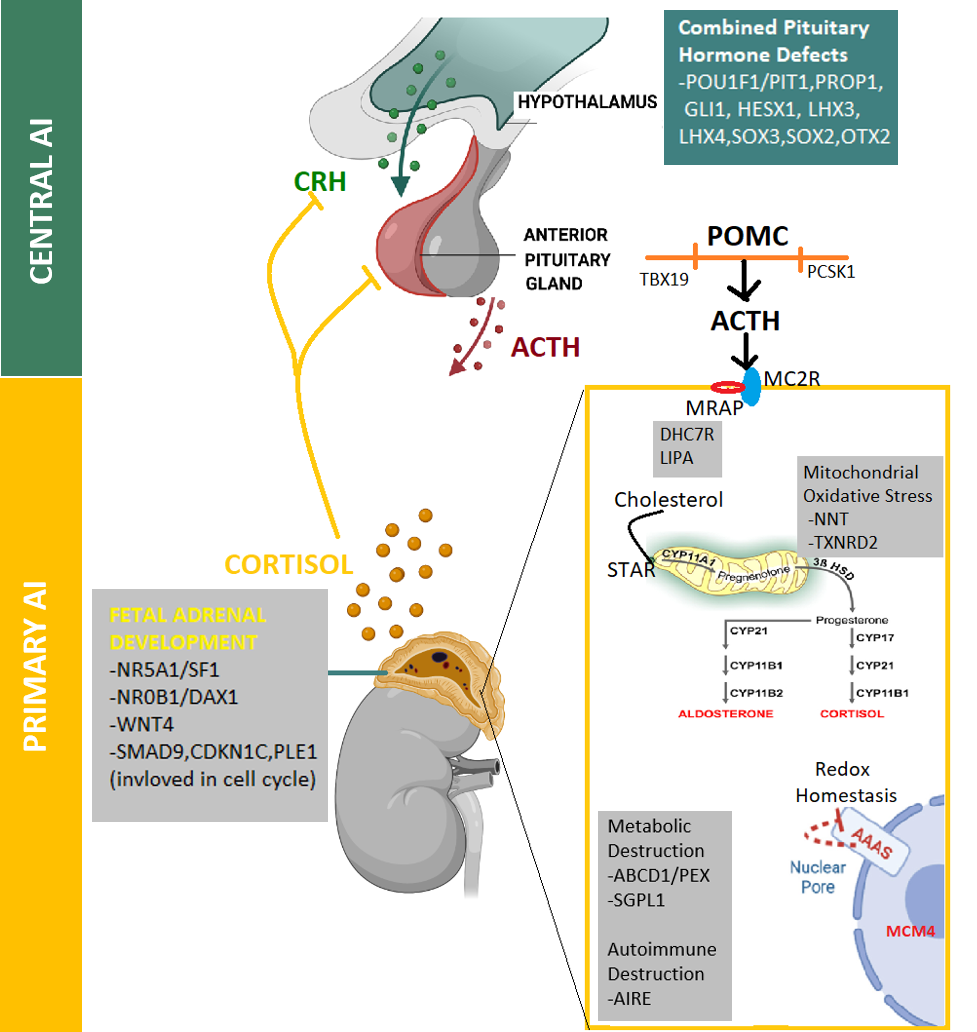 CENTRAL AI
PRIMARY AI
Combined Pituitary
Hormone Defects
-POU1F1/PIT1,PROP1,
GLI1, HESX1, LHX3,
LHX4,SOX3,SOX2,OTX2
HYPOTHALAMUS
CRH
ANTERIOR
PITUITARY
GLAND
ACTH
POMC
TBX19
PCSK1
ACTH
MC2R
MRAP
DHC7R
LIPA
Mitochondrial
Oxidative Stress
-NNT
-TXNRD2
Cholesterol
STAR
CYP11A1
Pregnenolone
3ß HSD
Progesterone
CYP21
CYP17
CYP11B1
CYP21
CYP11B2
CYP11B1
ALDOSTERONE
CORTISOL
CORTISOL
FETAL ADRENAL
DEVELOPMENT
-NR5A1/SF1
-NR0B1/DAX1
-WNT4
-SMAD9,CDKN1C,PLE1
(invloved in cell cycle)
Redox
Homestasis
AAAS
Nuclear
Pore
MCM4
Metabolic
Destruction
-ABCD1/PEX
-SGPL1
Autoimmune
Destruction
-AIRE